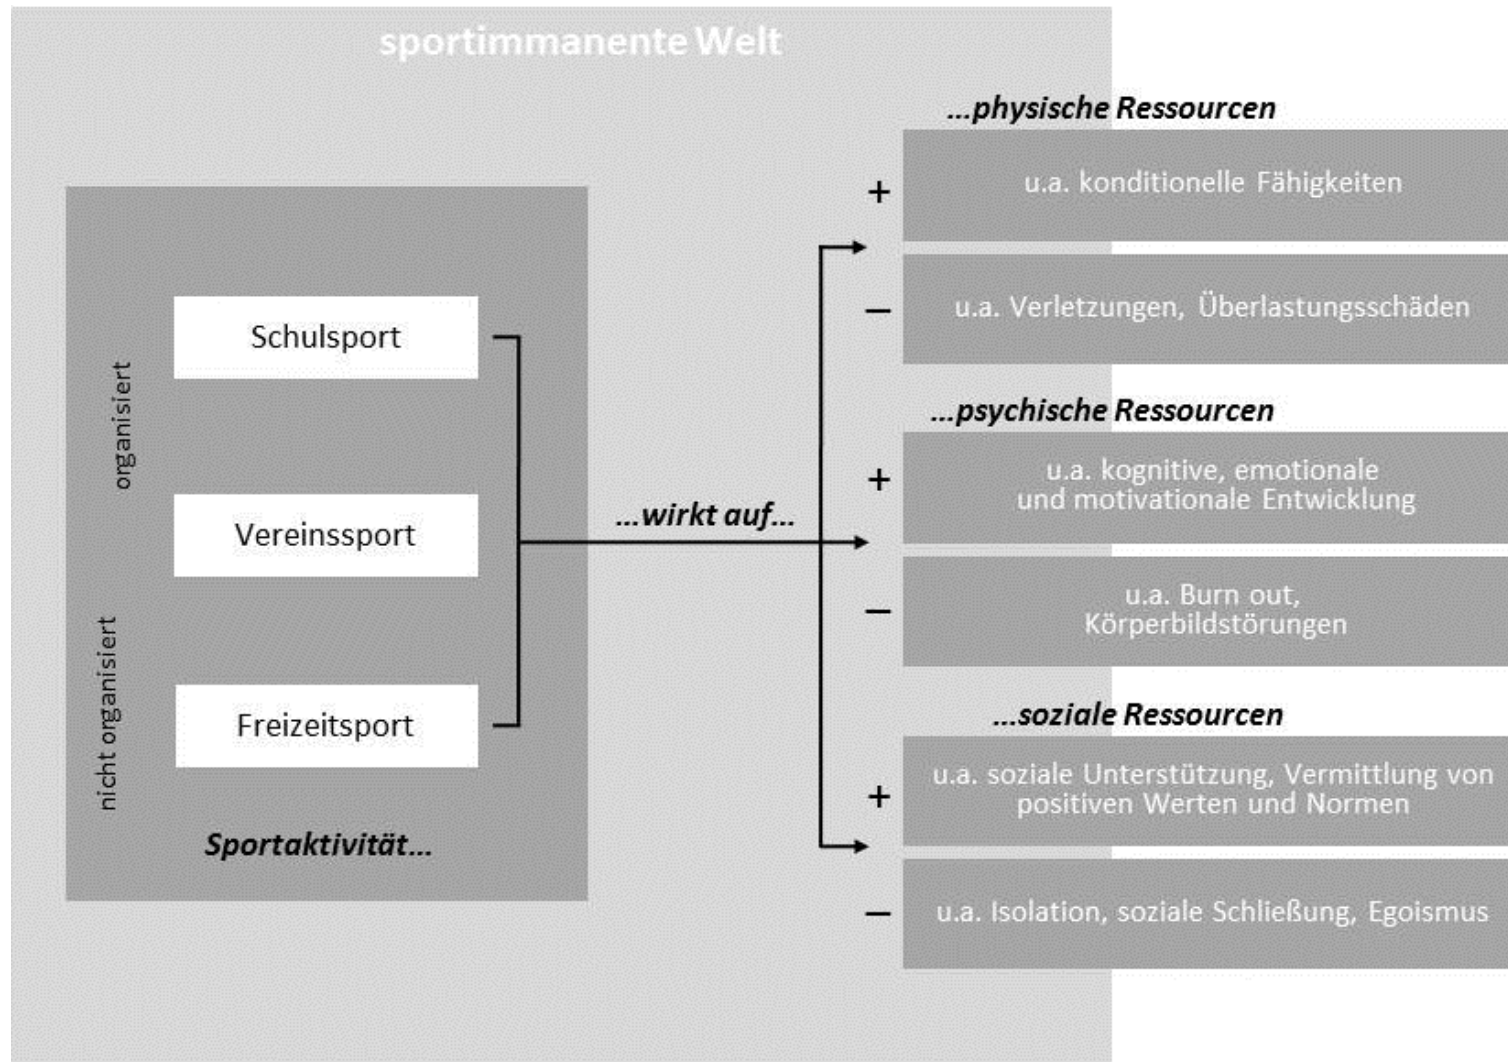 sportimmanente Welt
organisiert
nicht organisiert
Schulsport
Vereinssport
Freizeitsport
Sportaktivität...
...wirkt auf...
...physische Ressourcen
+
u.a. konditionelle Fähigkeiten
–
u.a. Verletzungen, Überlastungsschäden
...psychische Ressourcen
+
u.a. kognitive, emotionale
und motivationale Entwicklung
–
u.a. Burn out,
Körperbildstörungen
...soziale Ressourcen
+
u.a. soziale Unterstützung, Vermittlung von
positiven Werten und Normen
–
u.a. Isolation, soziale Schließung, Egoismus